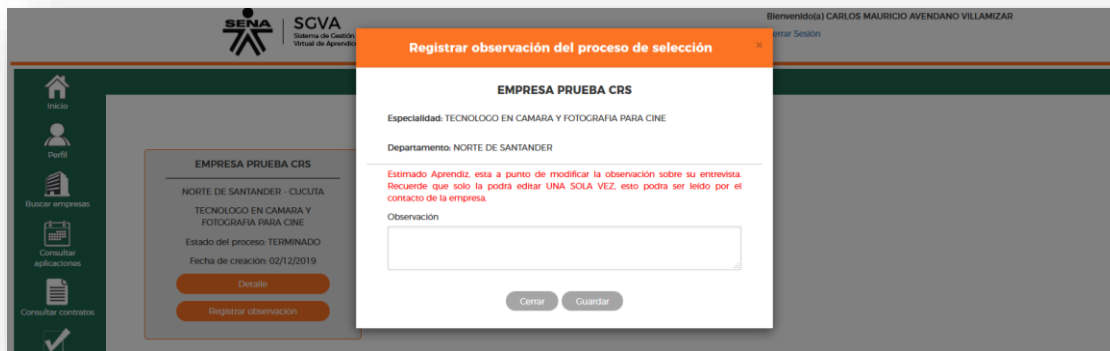 SENA
SGVA
Sistema de Gestión
Virtual de Aprendic
Bienvenido(a) CARLOS MAURICIO AVENDANO VILLAMIZAR
errar Sesión
Inicio
Perfil
Buscar empresas
Consultar
aplicaciones
Consultar contratos
EMPRESA PRUEBA CRS
NORTE DE SANTANDER - CUCUTA
TECNOLOGO EN CAMARA Y
FOTOGRAFIA PARA CINE
Estado del proceso: TERMINADO
Fecha de creación: 02/12/2019
Detalle
Registrar observación
Registrar observación del proceso de selección
×
EMPRESA PRUEBA CRS
Especialidad: TECNOLOGO EN CAMARA Y FOTOGRAFIA PARA CINE
Departamento: NORTE DE SANTANDER
Estimado Aprendiz, esta a punto de modificar la observación sobre su entrevista.
Recuerde que solo la podrá editar UNA SOLA VEZ, esto podra ser leído por el
contacto de la empresa.
Observación
Cerrar
Guardar